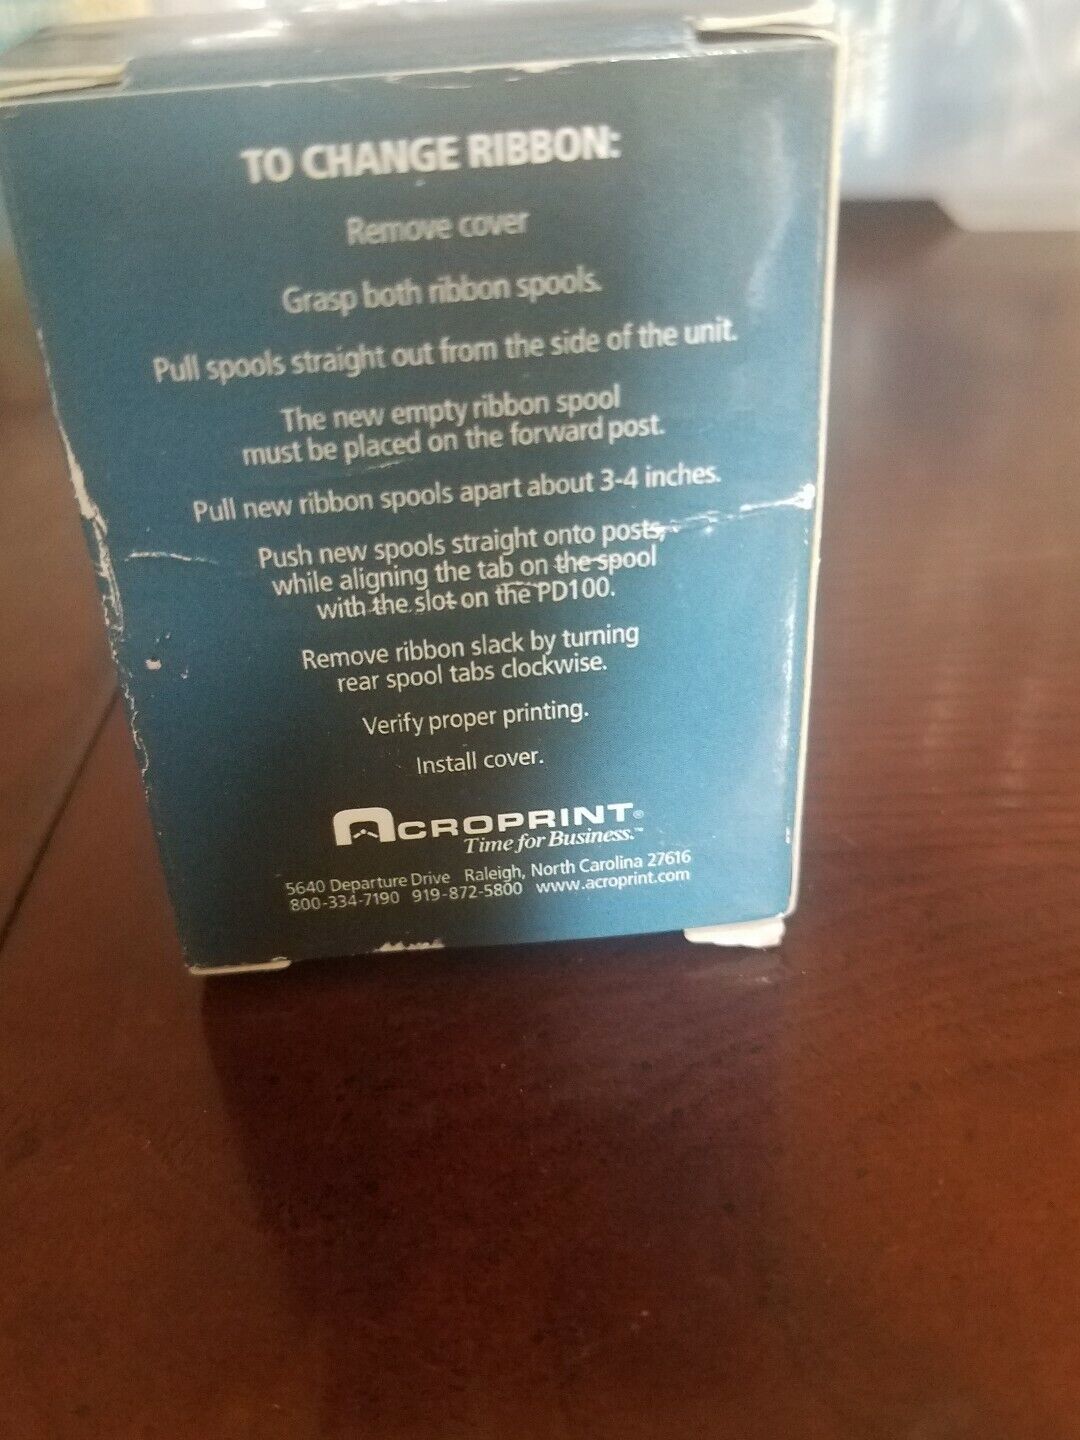 TO CHANGE RIBBON:
Remove cover
Grasp both ribbon spools.
Pull spools straight out from the side of the unit.
The new empty ribbon spool
must be placed on the forward post.
Pull new ribbon spools apart about 3-4 inches.
Push new spools straight onto posts,
while aligning the tab on the spool
with the slot on the PD100.
Remove ribbon slack by turning
rear spool tabs clockwise.
Verify proper printing.
Install cover.
ACROPRINT®
Time for Business.™
5640 Departure Drive Raleigh, North Carolina 27616
800-334-7190 919-872-5800 www.acroprint.com